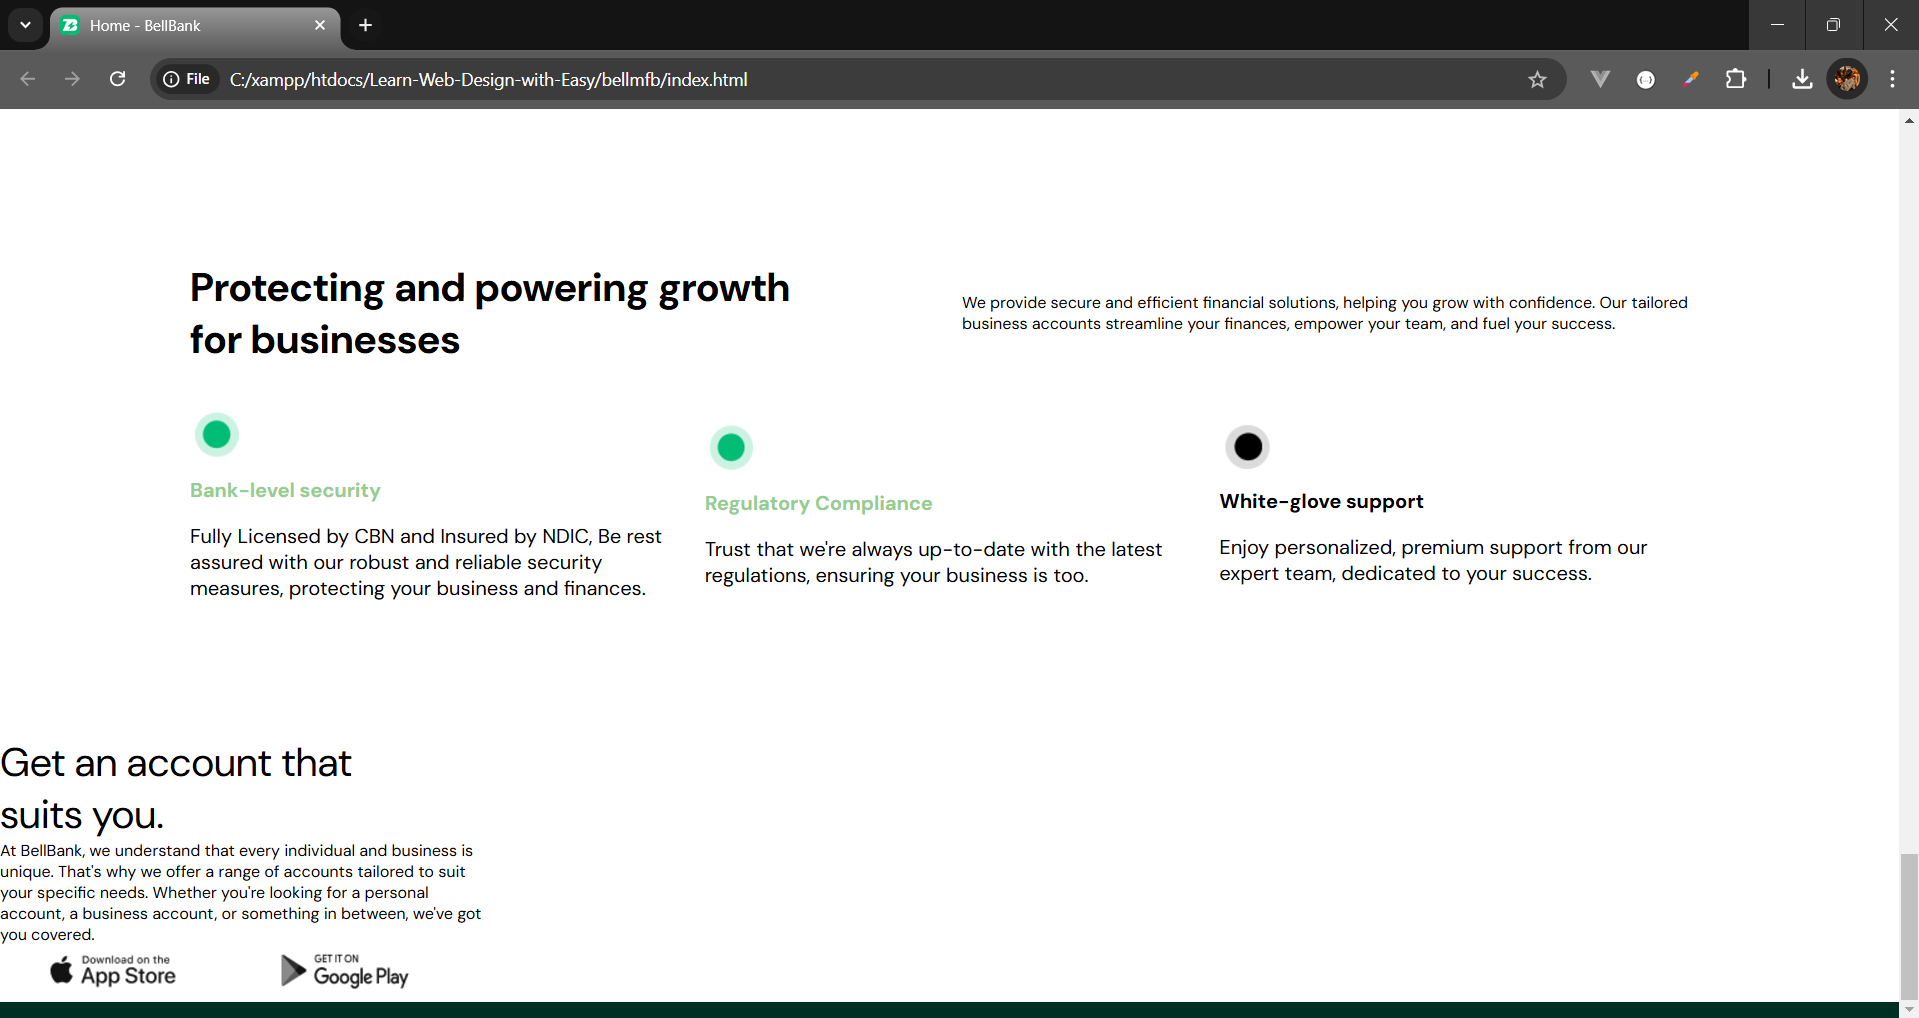 Home - BellBank
File
C:/xampp/htdocs/Learn-Web-Design-with-Easy/bellmfb/index.html
Protecting and powering growth
for businesses
We provide secure and efficient financial solutions, helping you grow with confidence. Our tailored
business accounts streamline your finances, empower your team, and fuel your success.
Bank-level security
Fully Licensed by CBN and Insured by NDIC, Be rest
assured with our robust and reliable security
measures, protecting your business and finances.
Regulatory Compliance
Trust that we're always up-to-date with the latest
regulations, ensuring your business is too.
White-glove support
Enjoy personalized, premium support from our
expert team, dedicated to your success.
Get an account that
suits you.
At BellBank, we understand that every individual and business is
unique. That's why we offer a range of accounts tailored to suit
your specific needs. Whether you're looking for a personal
account, a business account, or something in between, we've got
you covered.
Download on the
App Store
GET IT ON
Google Play